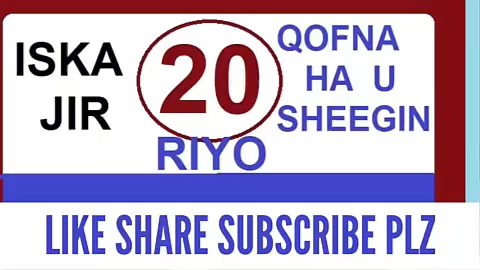 ISKA
JIR
20
RIYO
QOFNA
HA U
SHEEGIN
LIKE SHARE SUBSCRIBE PLZ